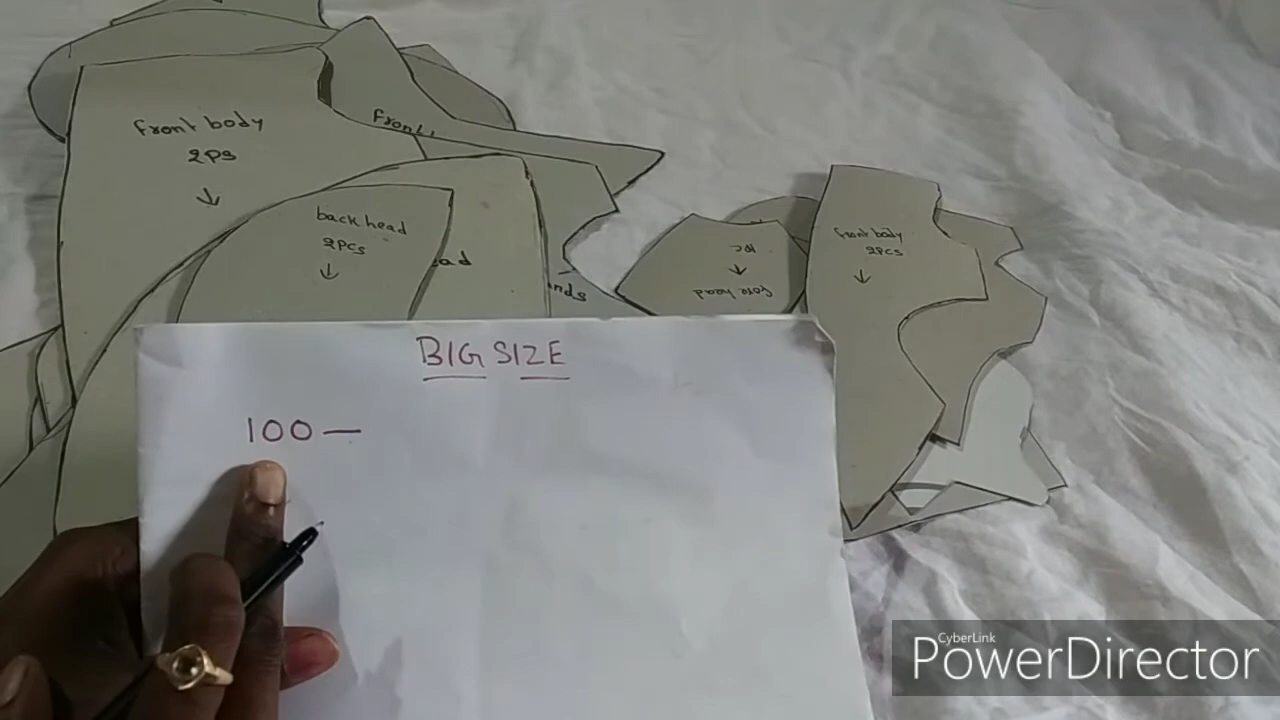 front body
2Ps
↓
front
back head
2Pcs
↓
ead
nds
1Pc
↓
fore head
front body
2Pcs
↓
BIG SIZE
100 —
CyberLink
PowerDirector